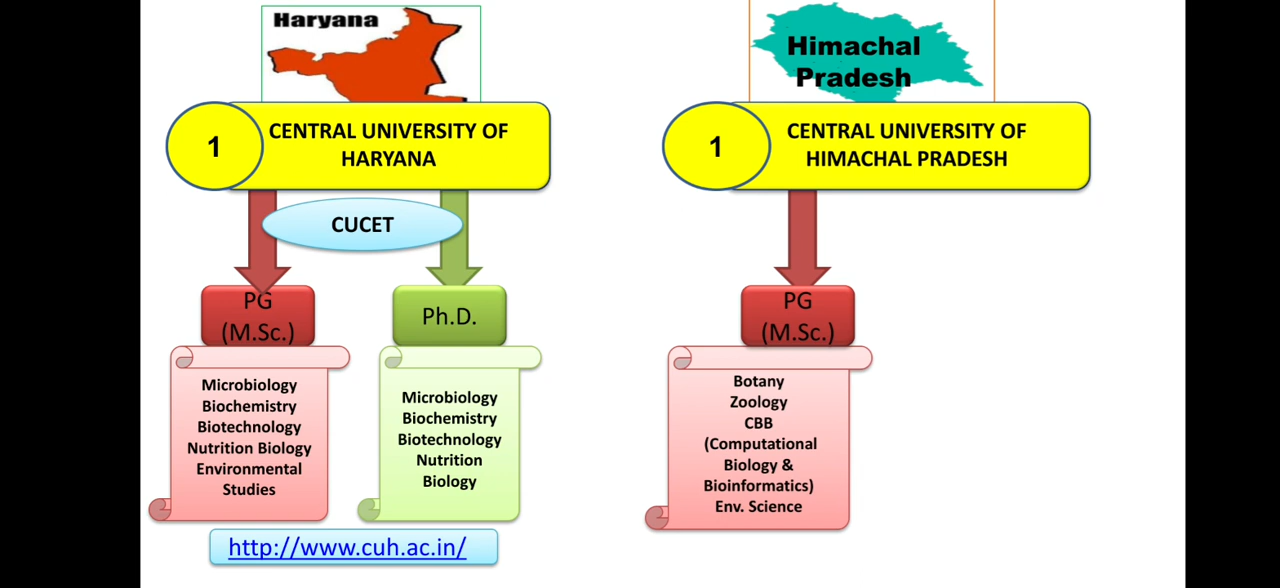 Haryana
1
CENTRAL UNIVERSITY OF
HARYANA
CUCET
PG
(M.Sc.)
Microbiology
Biochemistry
Biotechnology
Nutrition Biology
Environmental
Studies
Ph.D.
Microbiology
Biochemistry
Biotechnology
Nutrition
Biology
http://www.cuh.ac.in/
Himachal
Pradesh
1
CENTRAL UNIVERSITY OF
HIMACHAL PRADESH
PG
(M.Sc.)
Botany
Zoology
CBB
(Computational
Biology &
Bioinformatics)
Env. Science